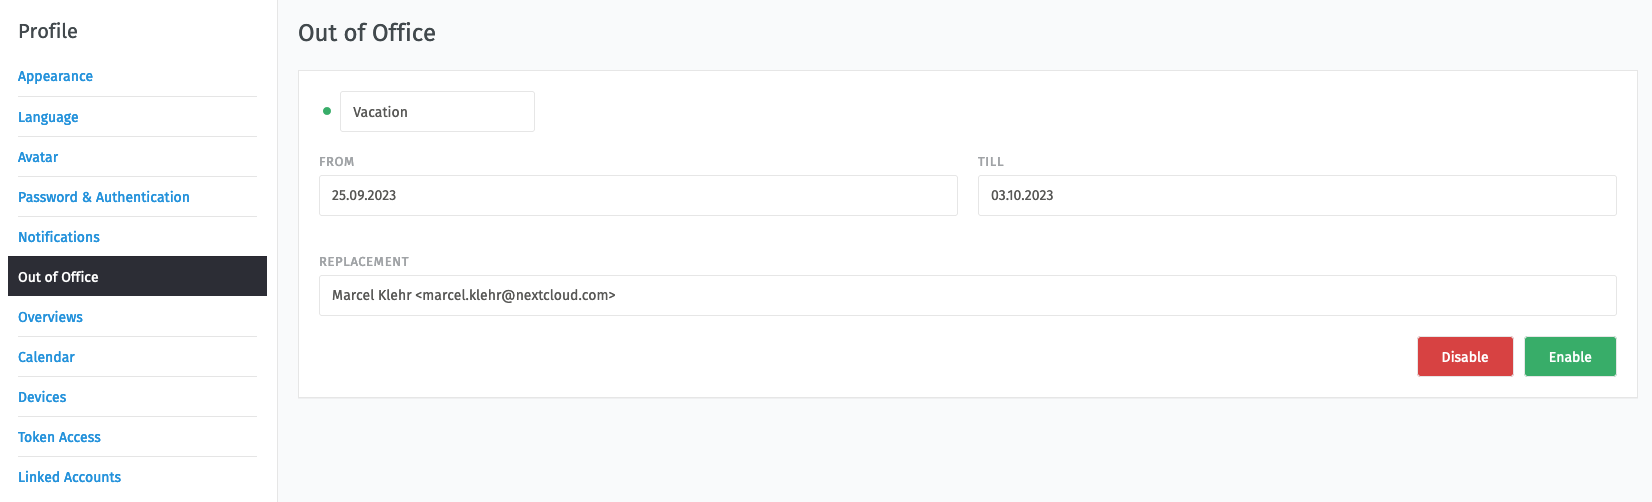 Profile
Appearance
Language
Avatar
Password & Authentication
Notifications
Out of Office
Overviews
Calendar
Devices
Token Access
Linked Accounts
Out of Office
Vacation
FROM
25.09.2023
TILL
03.10.2023
REPLACEMENT
Marcel Klehr <marcel.klehr@nextcloud.com>
Disable
Enable